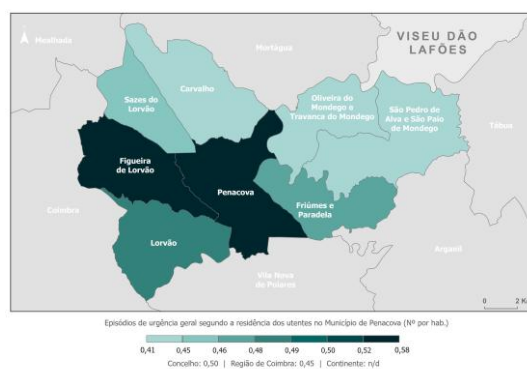 N
Mealhada
Mortágua
VISEU DÃO
LAFÕES
Carvalho
Sazes do
Lorvão
Oliveira do
Mondego e
Travanca do Mondego
São Pedro de
Alva e São Paio
de Mondego
Tábua
Figueira
de Lorvão
Penacova
Friúmes e
Paradela
Coimbra
Lorvão
Arganil
Vila Nova
de Poiares
0 2 K
Episódios de urgência geral segundo a residência dos utentes no Município de Penacova (Nº por hab.)
0,41 0,45 0,46 0,48 0,49 0,50 0,52 0,58
Concelho: 0,50 | Região de Coimbra: 0,45 | Continente: n/d